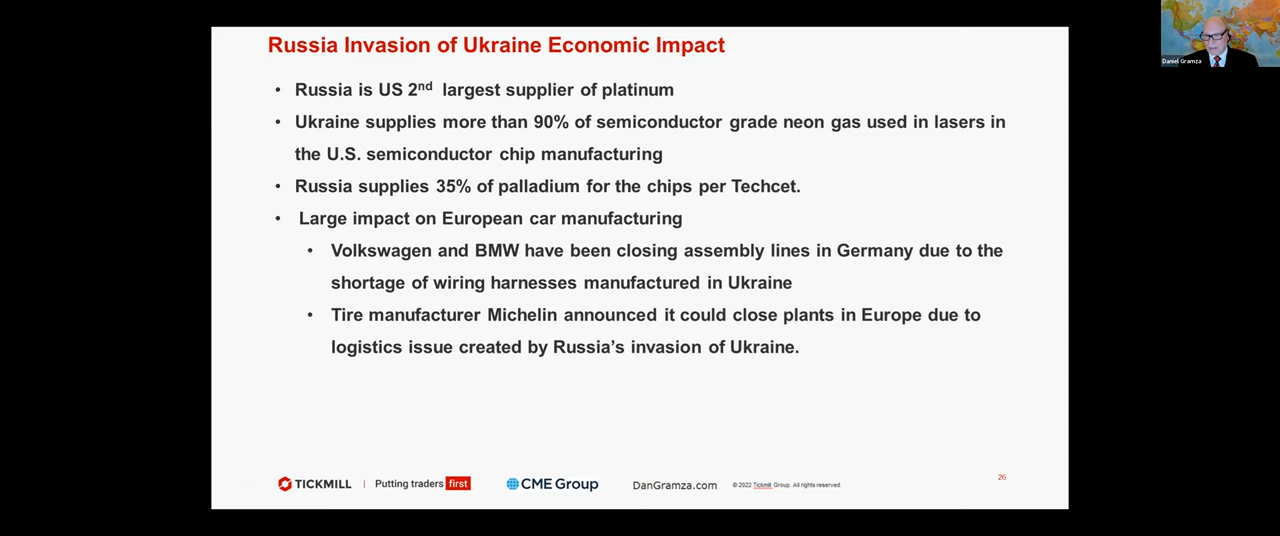 Russia Invasion of Ukraine Economic Impact
Daniel Gramza
• Russia is US 2nd largest supplier of platinum
• Ukraine supplies more than 90% of semiconductor grade neon gas used in lasers in
the U.S. semiconductor chip manufacturing
• Russia supplies 35% of palladium for the chips per Techcet.
• Large impact on European car manufacturing
• Volkswagen and BMW have been closing assembly lines in Germany due to the
shortage of wiring harnesses manufactured in Ukraine
• Tire manufacturer Michelin announced it could close plants in Europe due to
logistics issue created by Russia's invasion of Ukraine.
TICKMILL | Putting traders first CME Group DanGramza.com © 2022 Tickmill Group. All rights reserved.
26